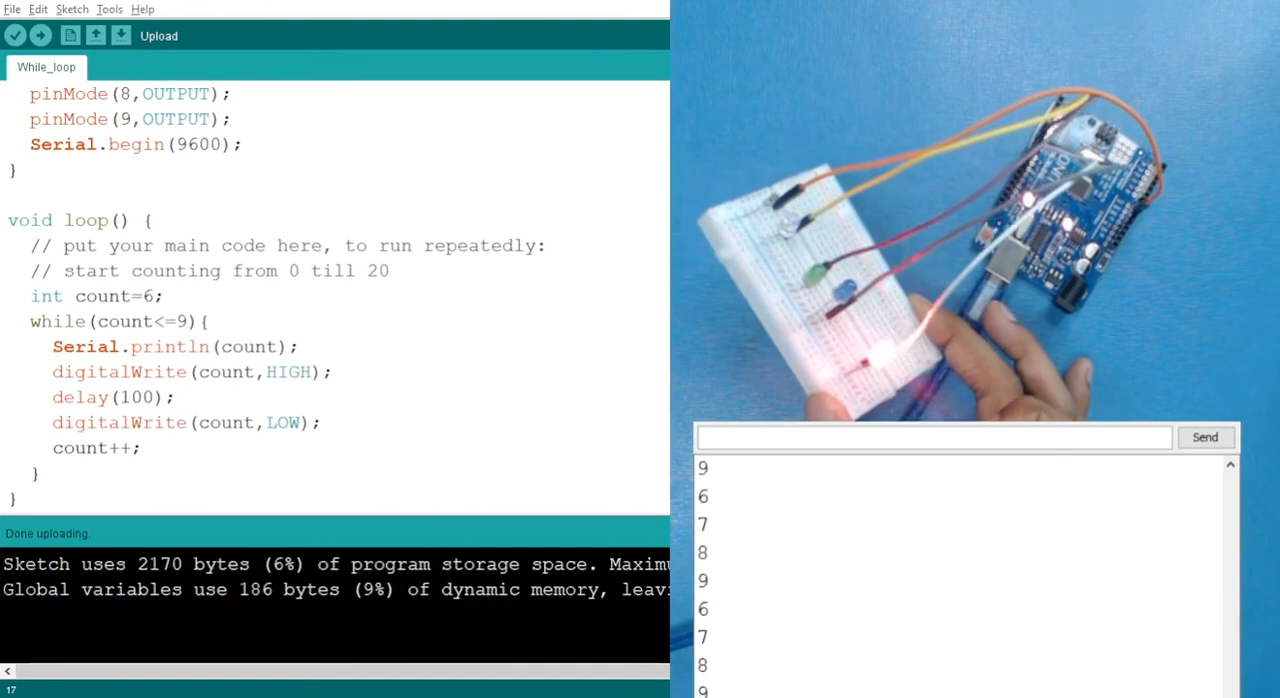 File Edit Sketch Tools Help
Upload
While_loop
pinMode(8,OUTPUT);
pinMode(9,OUTPUT);
Serial.begin(9600);
}
void loop() {
// put your main code here, to run repeatedly:
// start counting from 0 till 20
int count=6;
while(count<=9){
Serial.println(count);
digitalWrite(count,HIGH);
delay(100);
digitalWrite(count,LOW);
count++;
}
}
Done uploading.
Sketch uses 2170 bytes (6%) of program storage space. Maximu
Global variables use 186 bytes (9%) of dynamic memory, leavi
17
UNO
Send
9
6
7
8
9
6
7
8
9